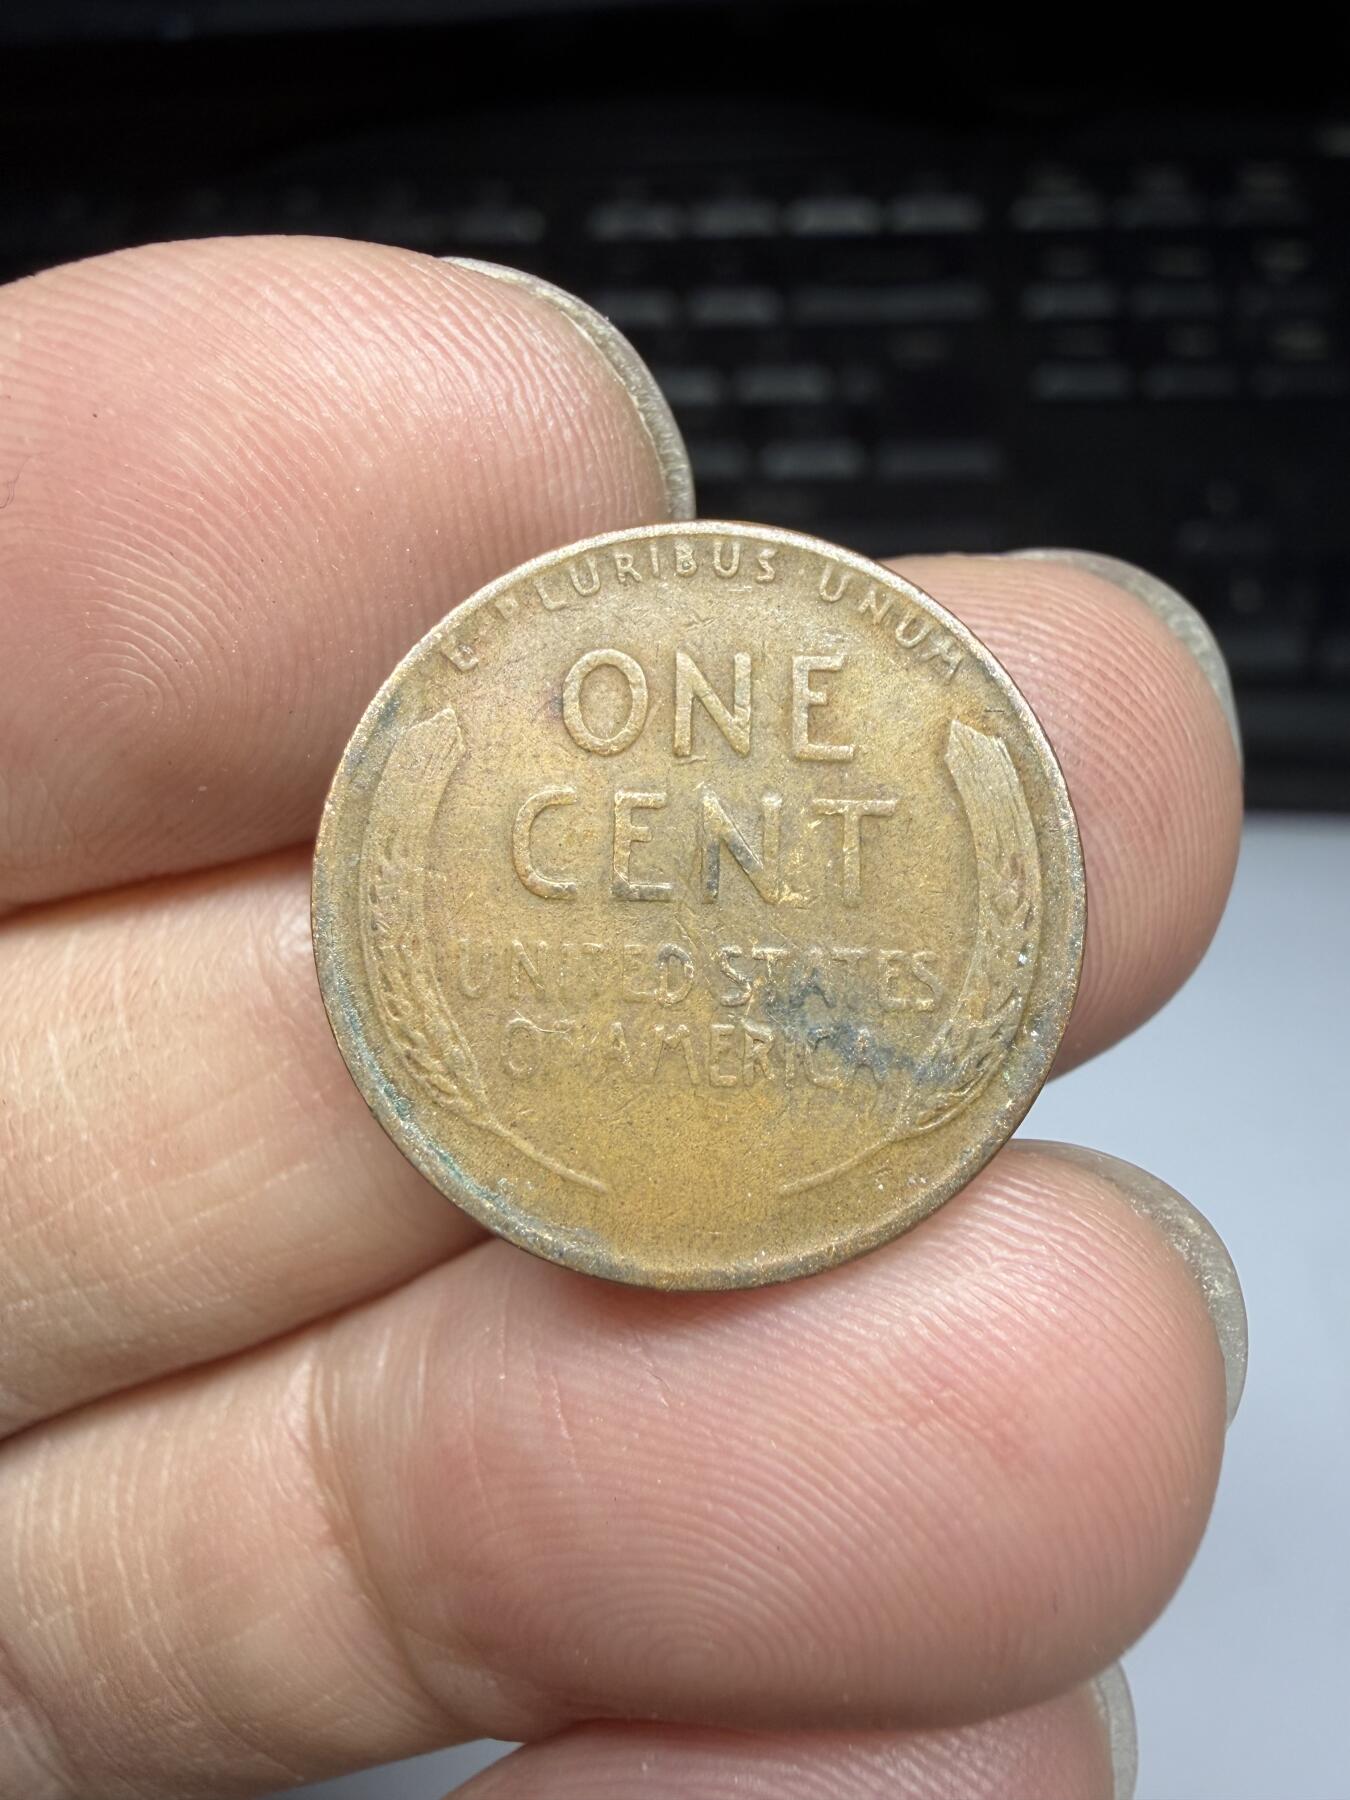 E PLURIBUS · UNUM
ONE
CENT
UNITED STATES
OF AMERICA